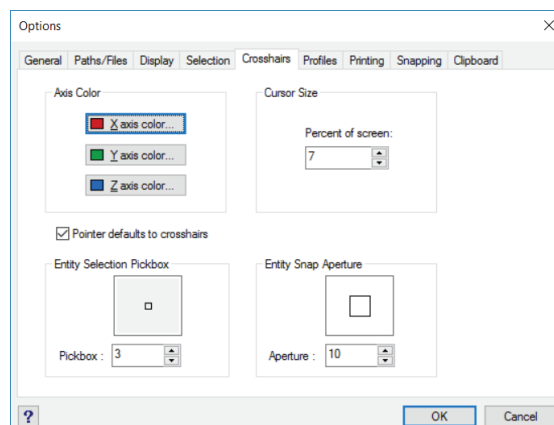 Options
General Paths/Files Display Selection Crosshairs Profiles Printing Snapping Clipboard
Axis Color
X axis color...
Y axis color...
Z axis color...
Cursor Size
Percent of screen:
7
Pointer defaults to crosshairs
Entity Selection Pickbox
Pickbox : 3
Entity Snap Aperture
Aperture : 10
?
OK Cancel